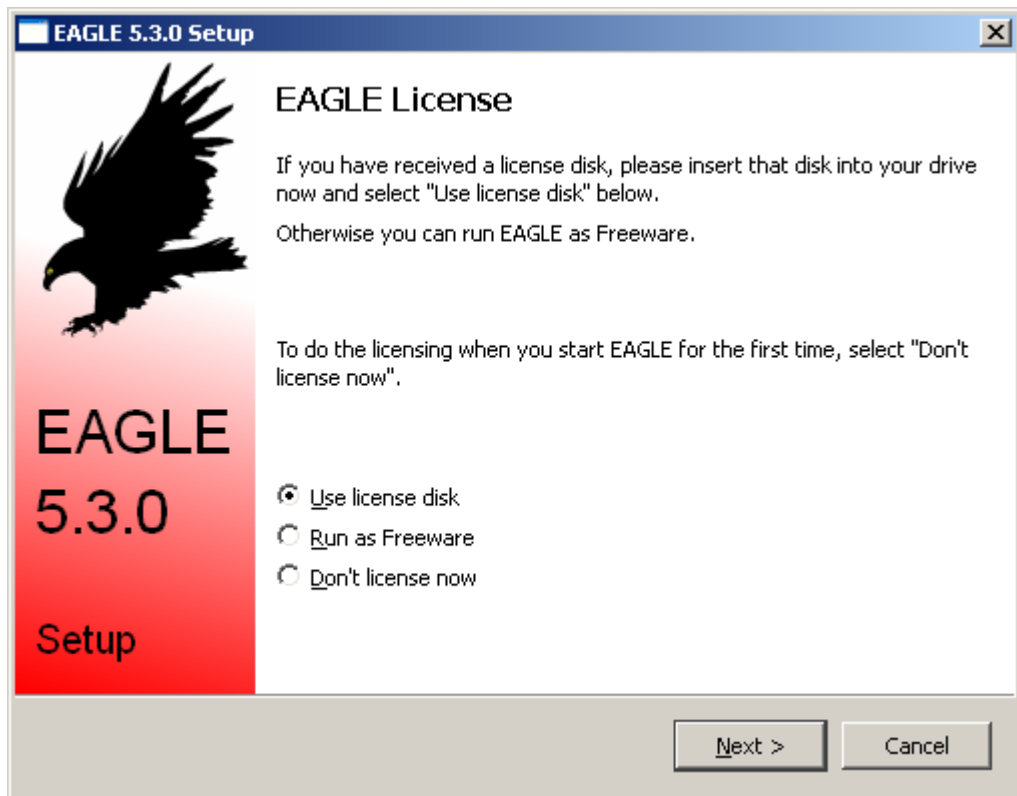 EAGLE 5.3.0 Setup
EAGLE License
If you have received a license disk, please insert that disk into your drive
now and select "Use license disk" below.
Otherwise you can run EAGLE as Freeware.
To do the licensing when you start EAGLE for the first time, select "Don't
license now".
EAGLE
5.3.0
Setup
Use license disk
Run as Freeware
Don't license now
Next >
Cancel